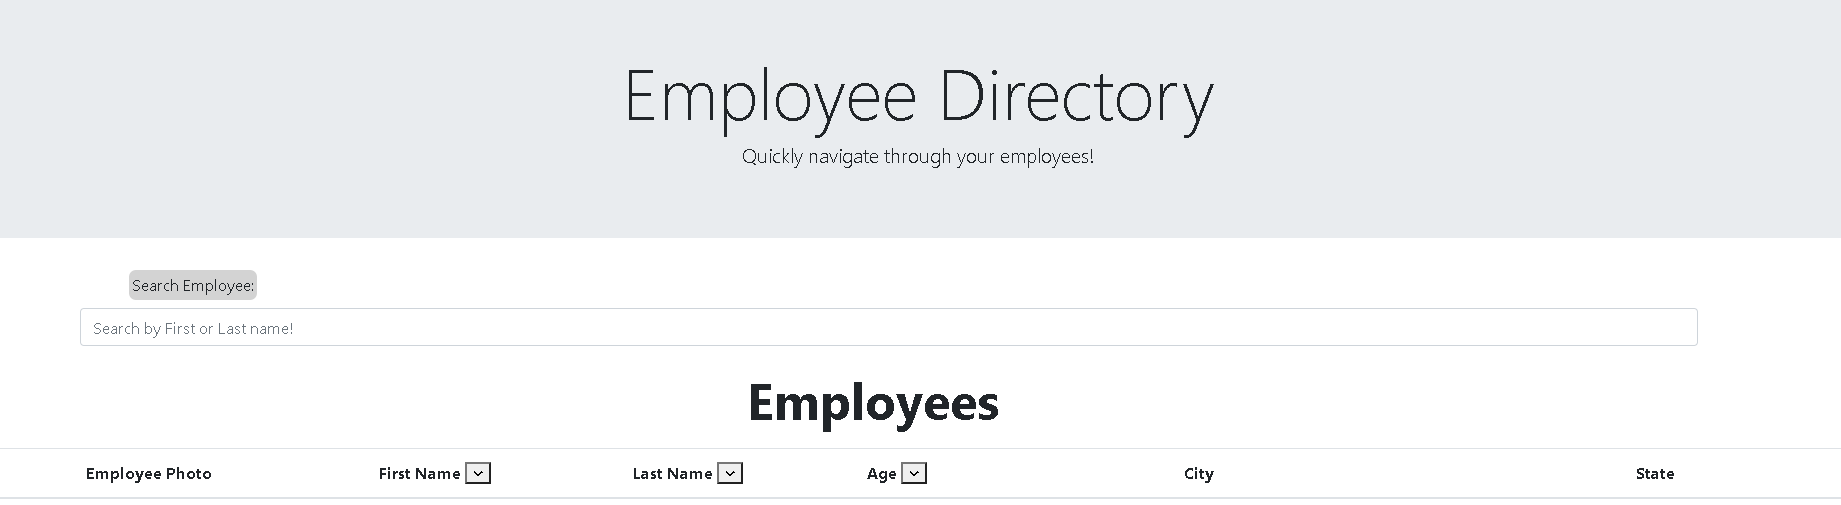 Employee Directory
Quickly navigate through your employees!
Search Employee:
Search by First or Last name!
Employees
Employee Photo First Name Last Name Age City State